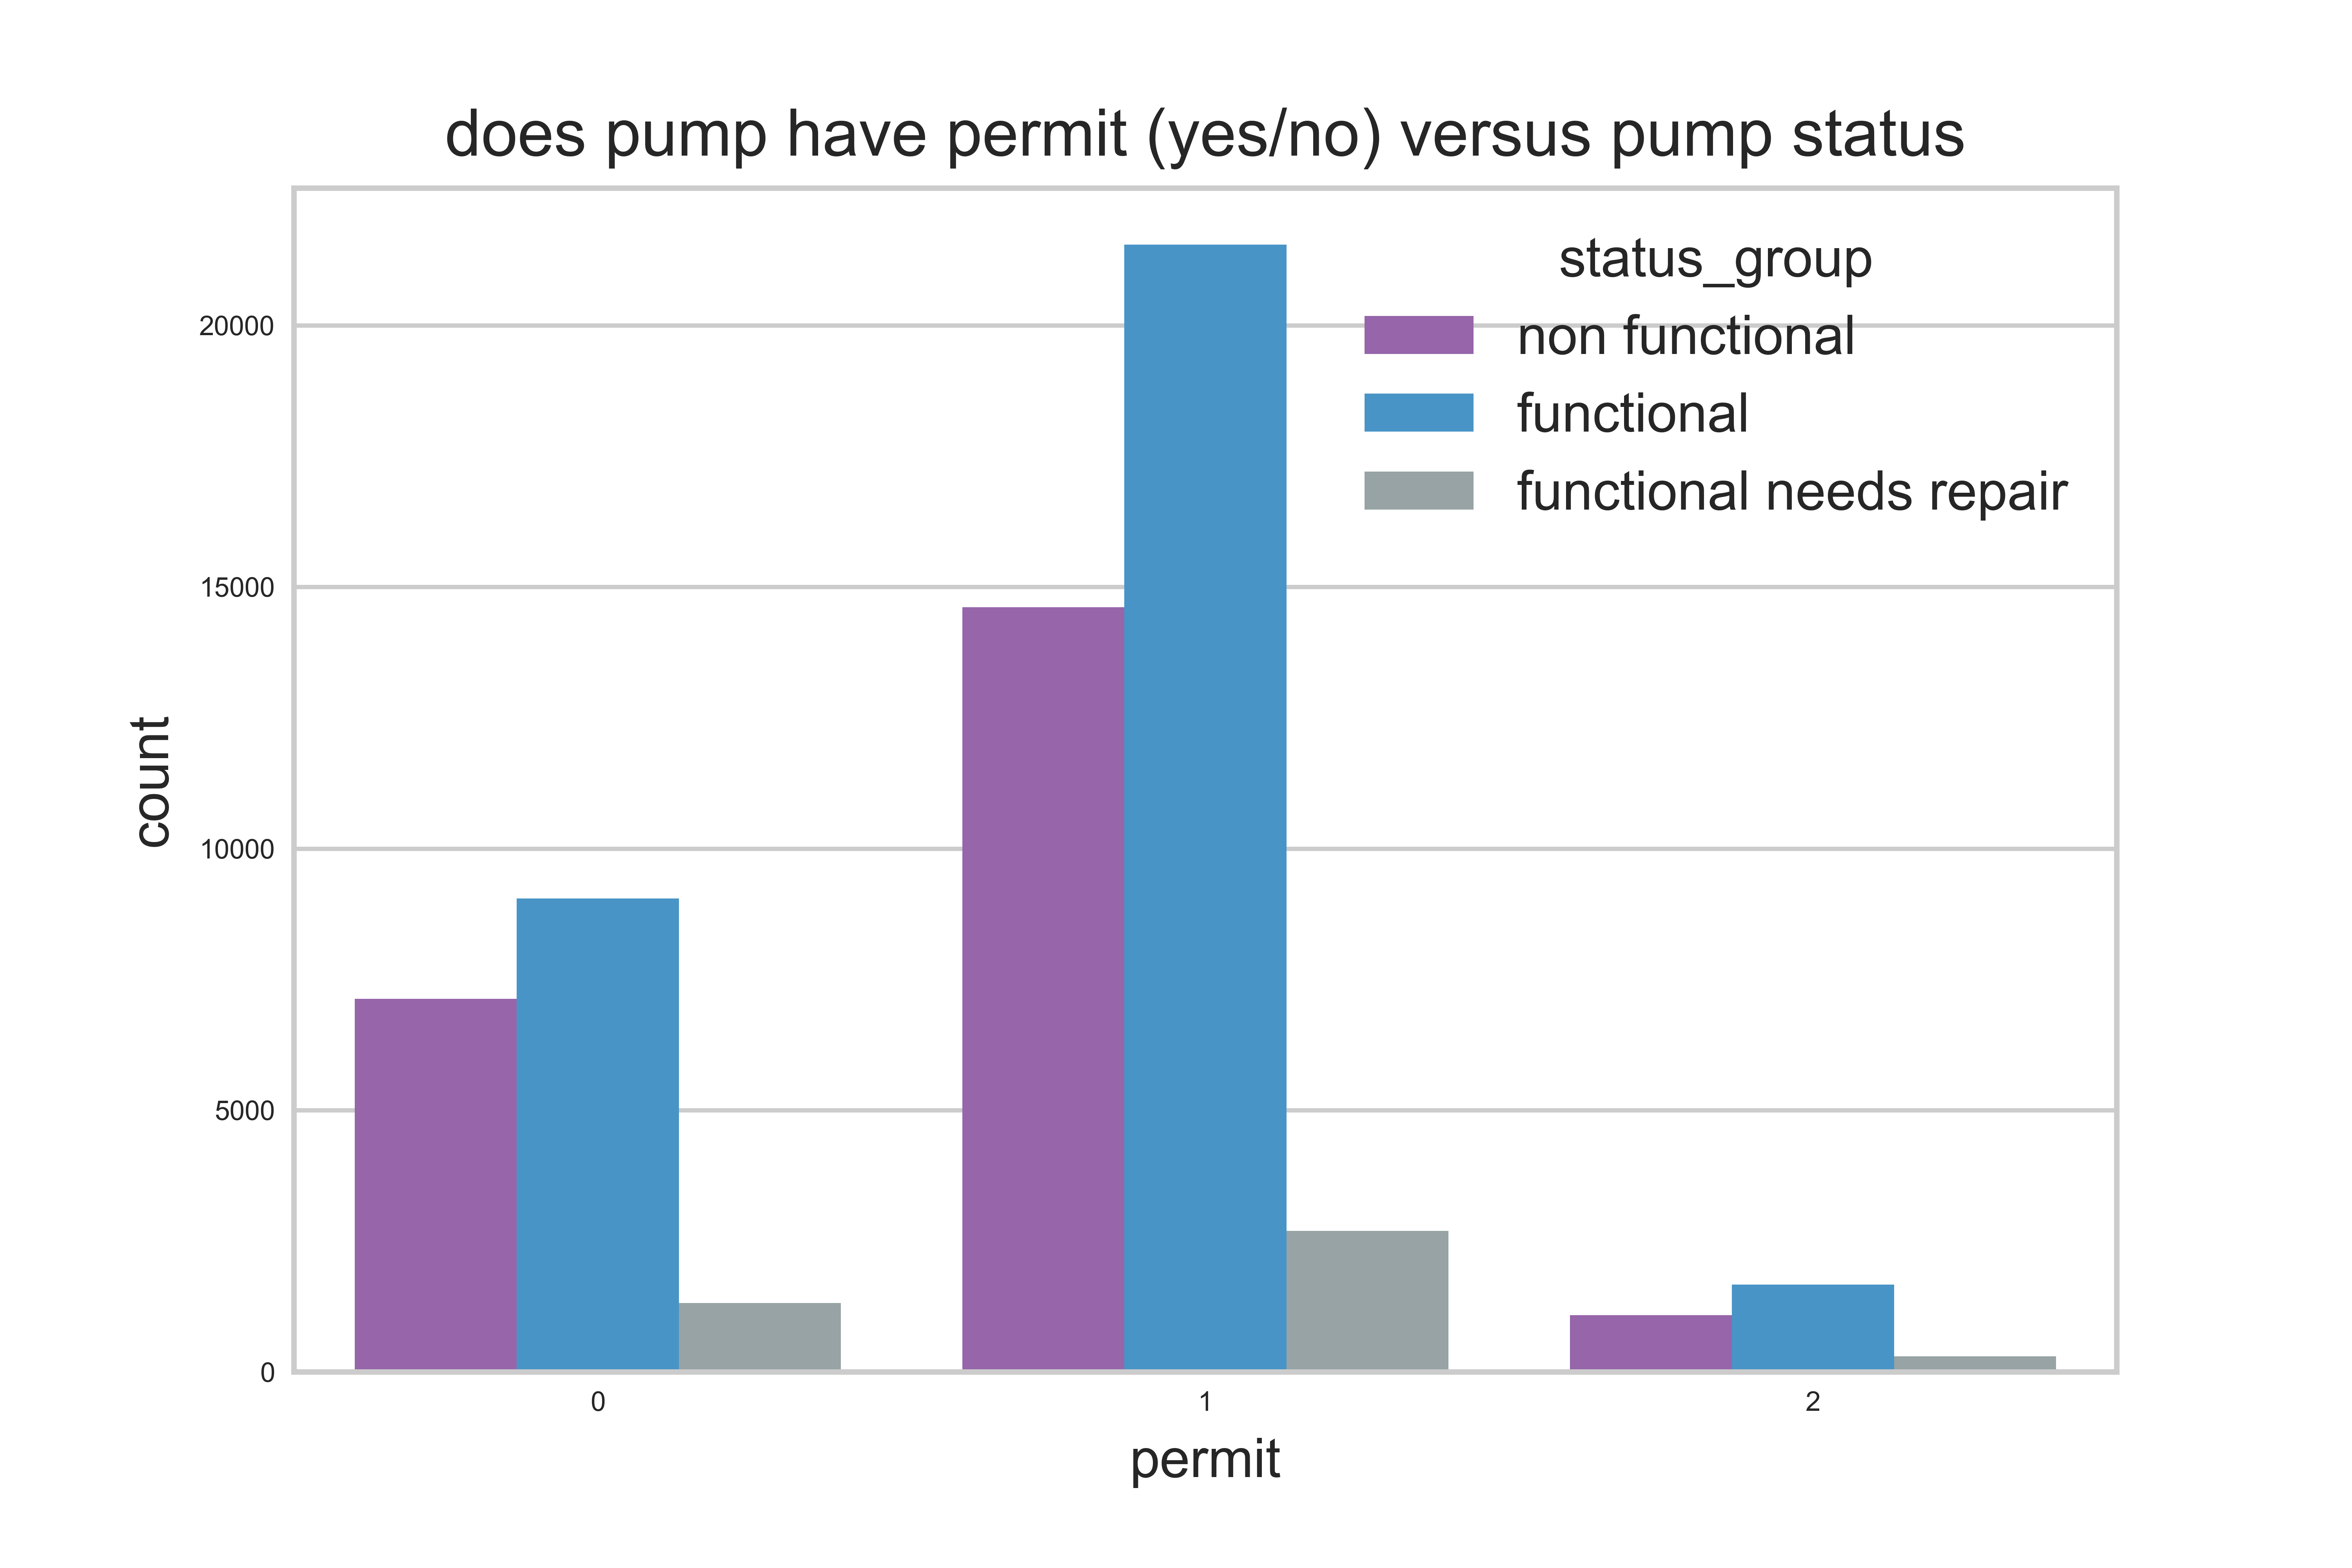 does pump have permit (yes/no) versus pump status
status_group
non functional
functional
functional needs repair
20000
15000
10000
5000
0
count
0 1 2
permit